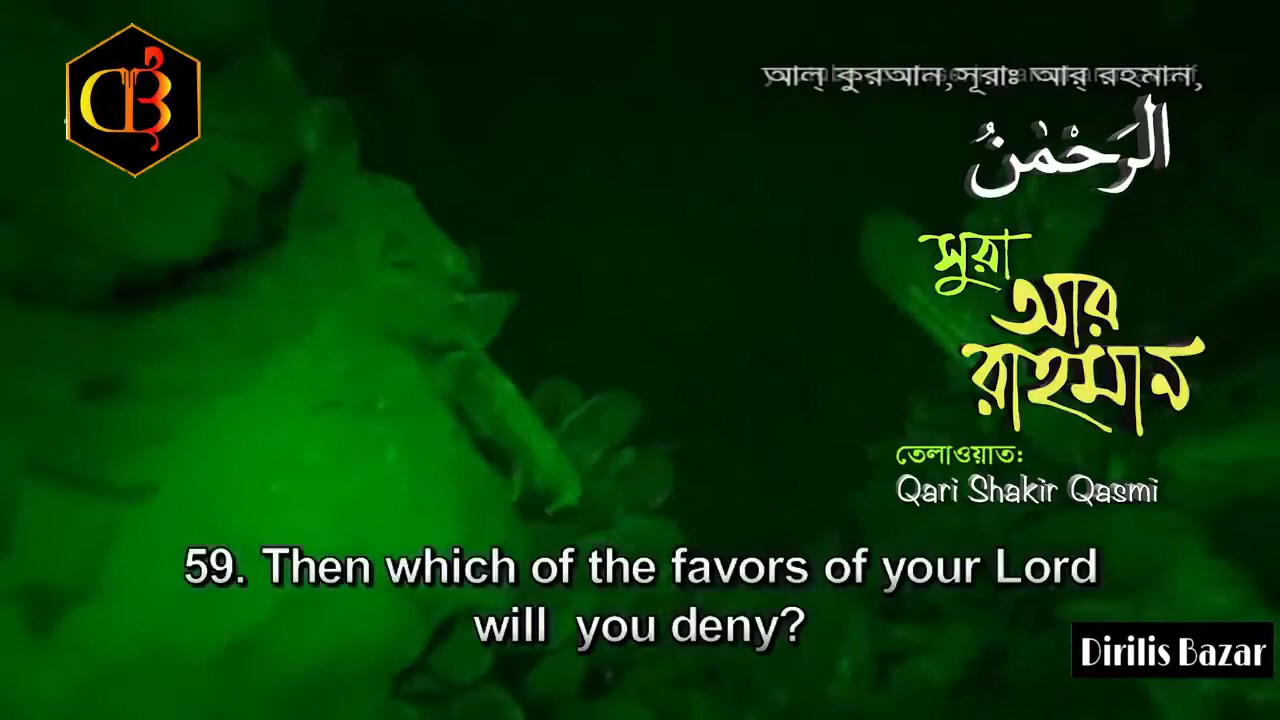 আল্ কুরআন,সূরাঃ আর্ রহমান,
الرَحْمٰنُ
সুরা
আর
রাহমান
তেলাওয়াত:
Qari Shakir Qasmi
59. Then which of the favors of your Lord
will you deny?
Dirilis Bazar